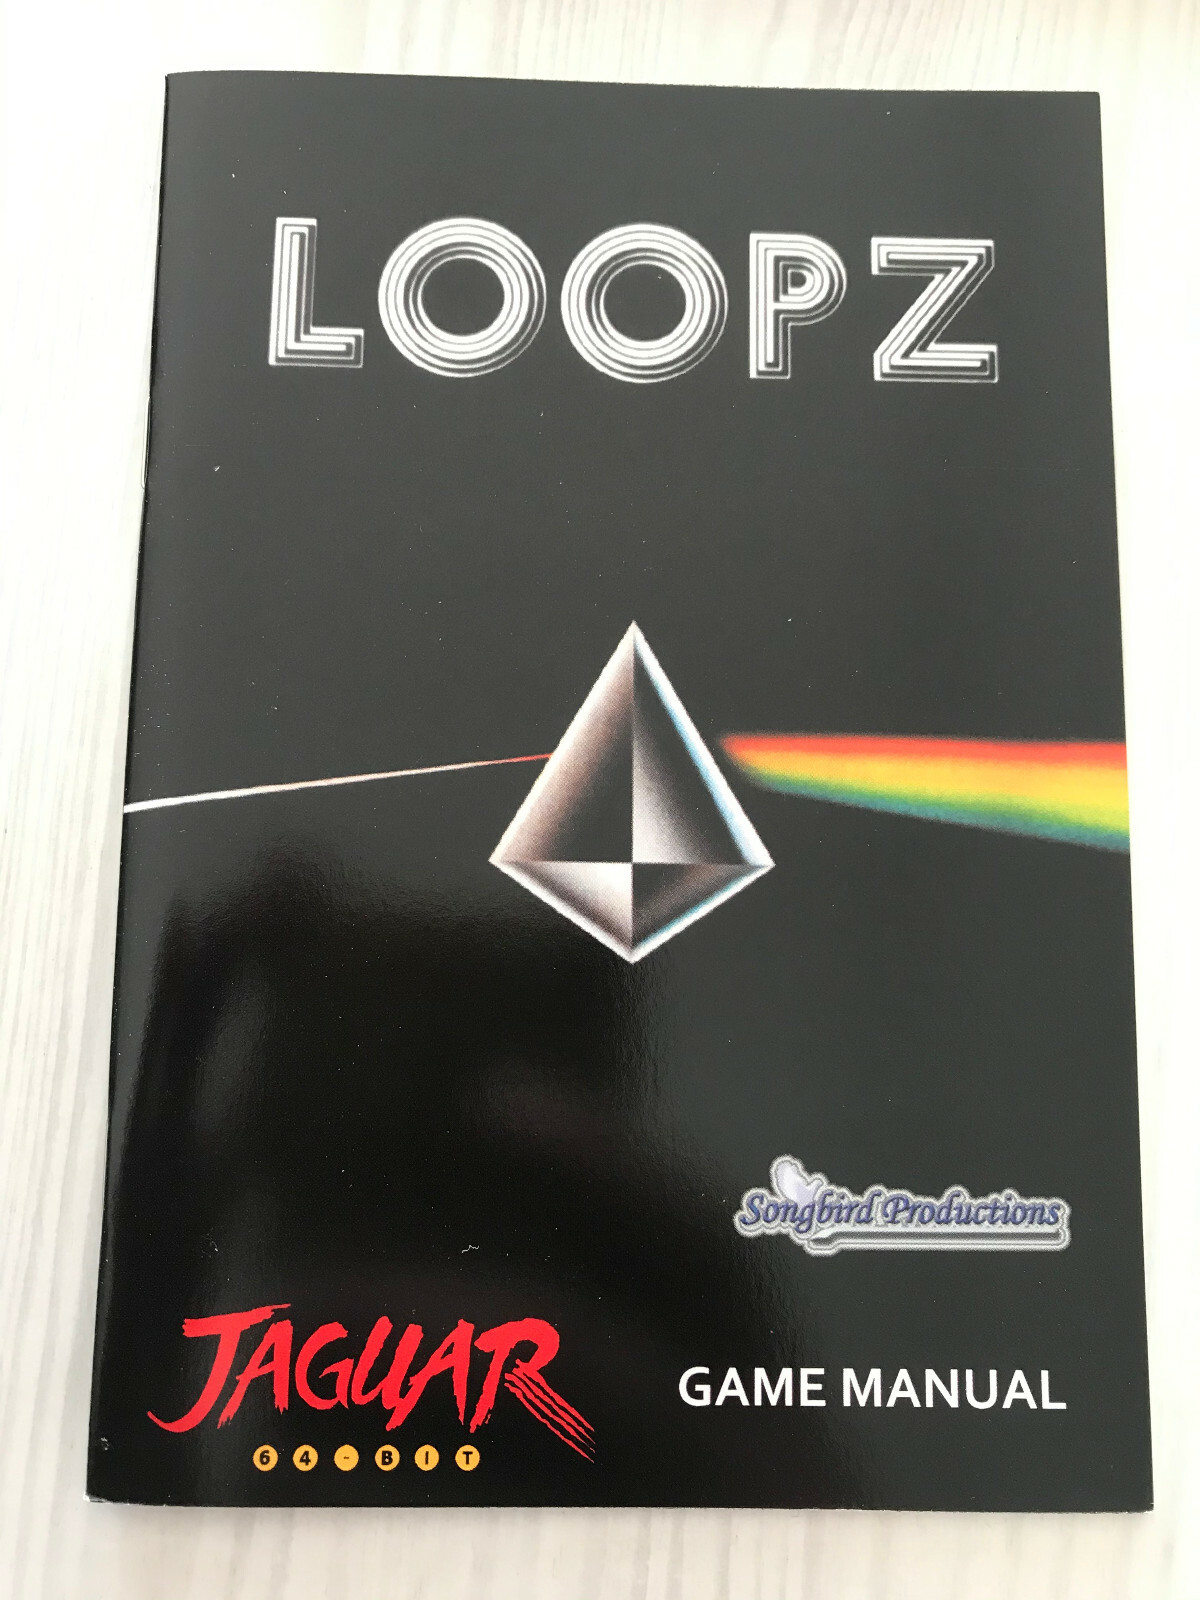 LOOPZ
Songbird Productions
JAGUAR
64-BIT
GAME MANUAL